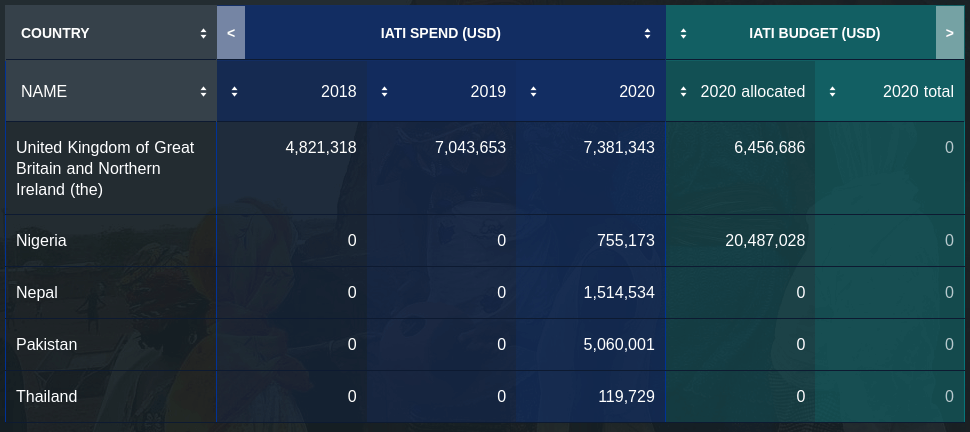 COUNTRY < IATI SPEND (USD) IATI BUDGET (USD) >
NAME 2018 2019 2020 2020 allocated 2020 total
United Kingdom of Great 4,821,318 7,043,653 7,381,343 6,456,686 0
Britain and Northern
Ireland (the)
Nigeria 0 0 755,173 20,487,028 0
Nepal 0 0 1,514,534 0 0
Pakistan 0 0 5,060,001 0 0
Thailand 0 0 119,729 0 0